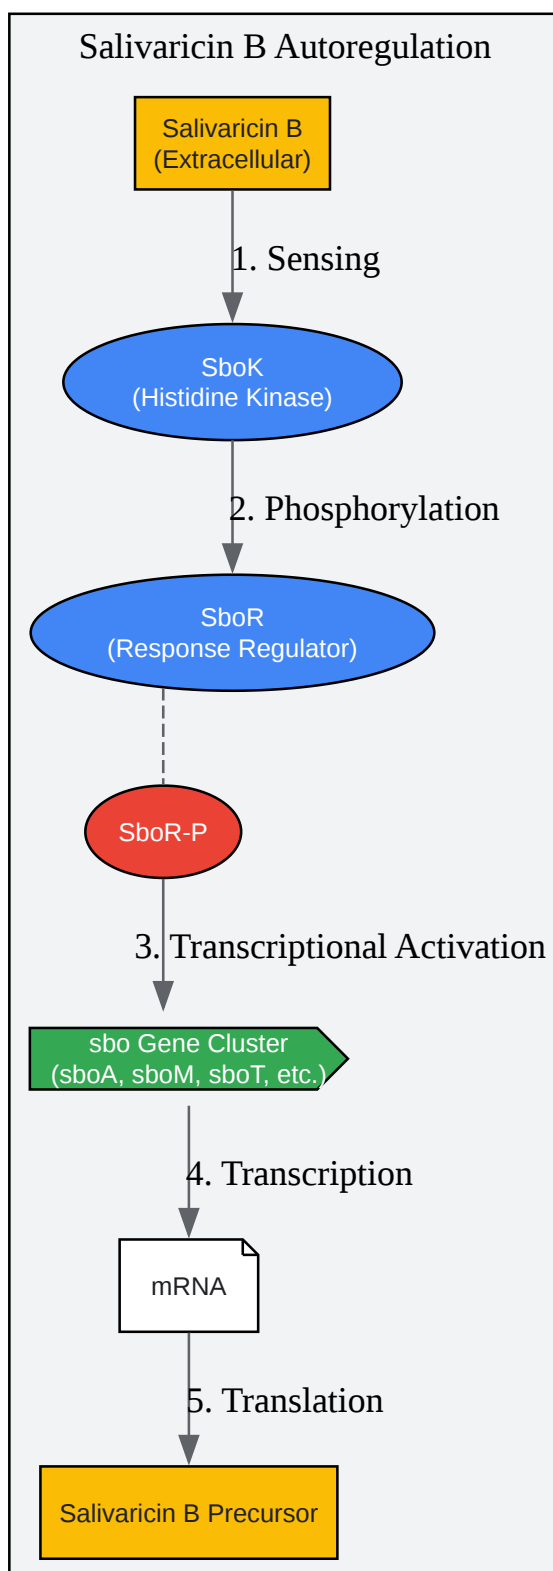 Salivaricin B Autoregulation
Salivaricin B
(Extracellular)
1. Sensing
SboK
(Histidine Kinase)
2. Phosphorylation
SboR
(Response Regulator)
SboR-P
3. Transcriptional Activation
sbo Gene Cluster
(sboA, sboM, sboT, etc.)
4. Transcription
mRNA
5. Translation
Salivaricin B Precursor